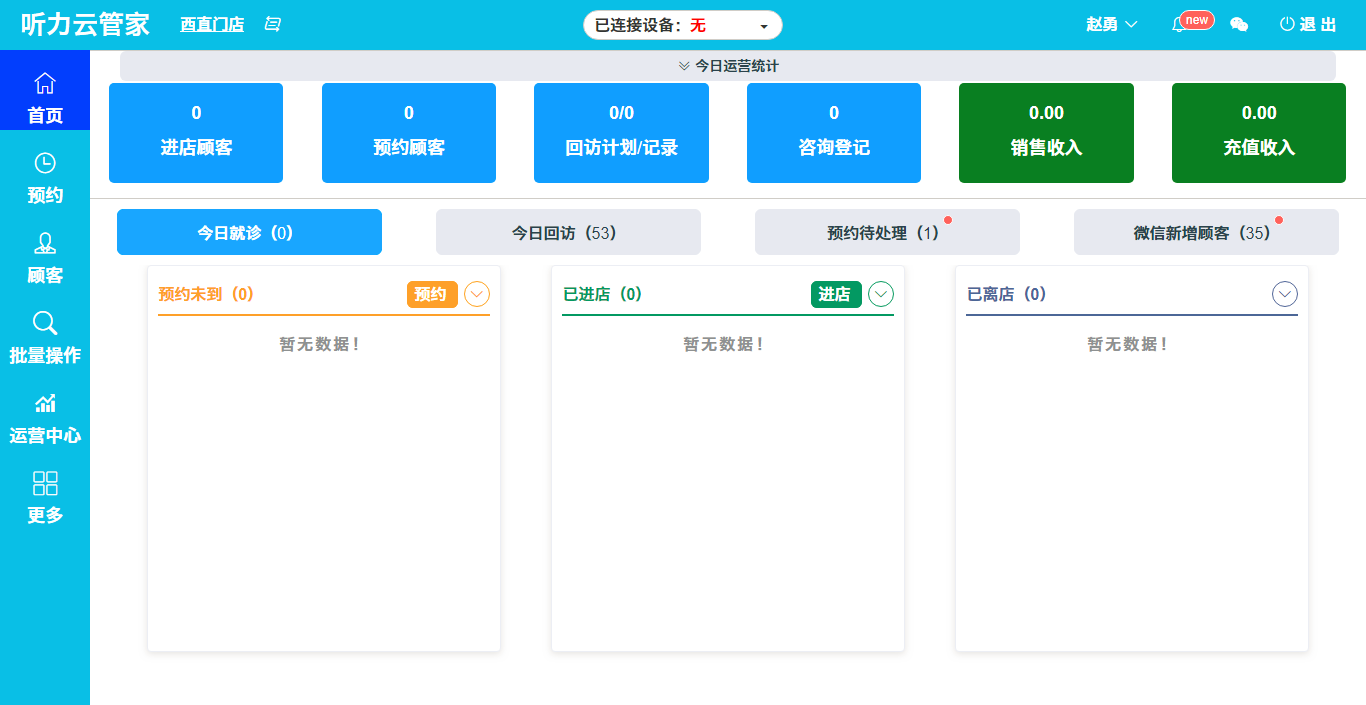 听力云管家 西直门店 已连接设备：无 赵勇 new 退 出
首页
预约
顾客
批量操作
运营中心
更多
今日运营统计
0 0 0/0 0 0.00 0.00
进店顾客 预约顾客 回访计划/记录 咨询登记 销售收入 充值收入
今日就诊（0） 今日回访（53） 预约待处理（1） 微信新增顾客（35）
预约未到（0） 预约 已进店（0） 进店 已离店（0）
暂无数据！ 暂无数据！ 暂无数据！